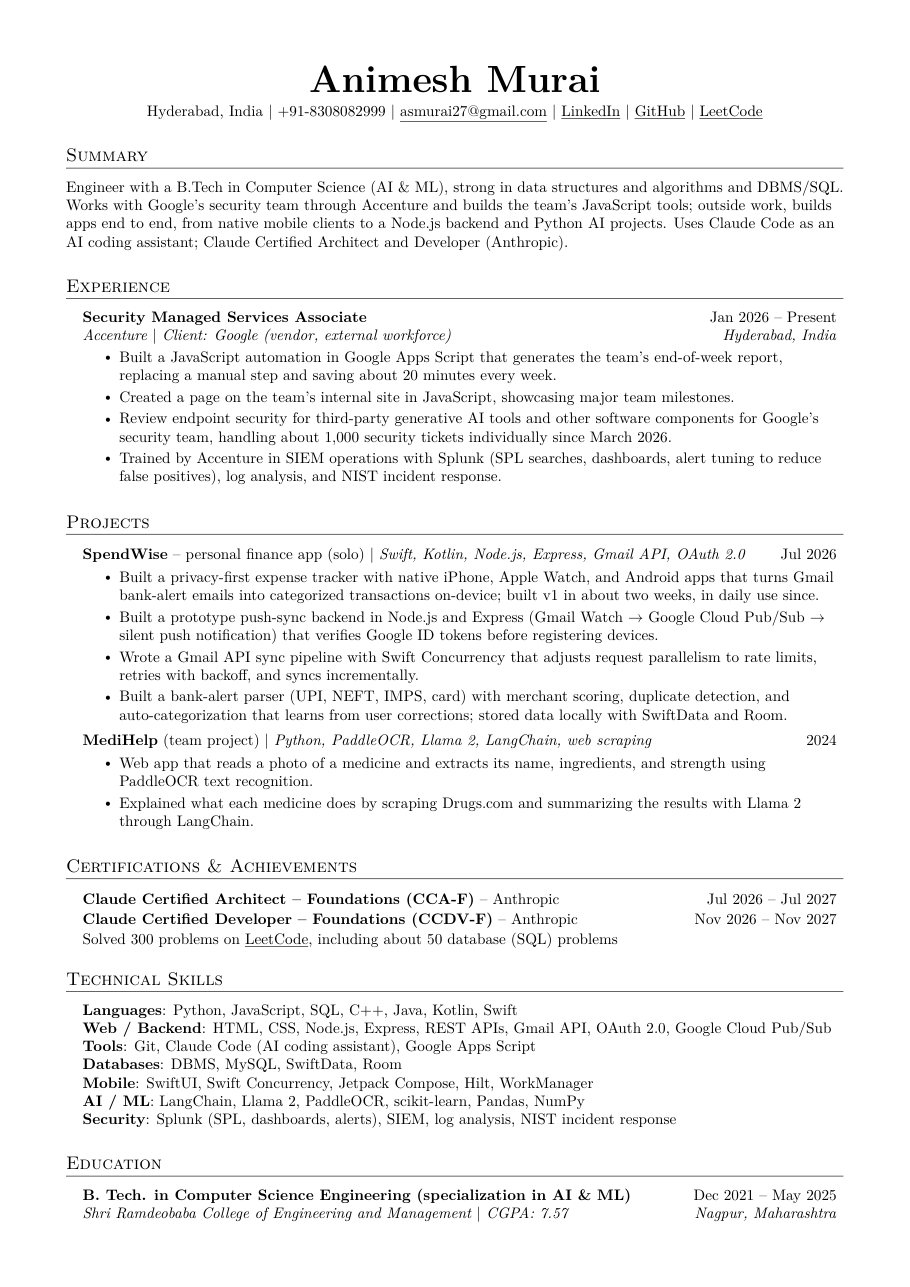 Animesh Murai
Hyderabad, India | +91-8308082999 | asmurai27@gmail.com | LinkedIn | GitHub | LeetCode
Summary
Engineer with a B.Tech in Computer Science (AI & ML), strong in data structures and algorithms and DBMS/SQL.
Works with Google's security team through Accenture and builds the team's JavaScript tools; outside work, builds
apps end to end, from native mobile clients to a Node.js backend and Python AI projects. Uses Claude Code as an
AI coding assistant; Claude Certified Architect and Developer (Anthropic).
Experience
Security Managed Services Associate Jan 2026 – Present
Accenture | Client: Google (vendor, external workforce) Hyderabad, India
• Built a JavaScript automation in Google Apps Script that generates the team's end-of-week report,
replacing a manual step and saving about 20 minutes every week.
• Created a page on the team's internal site in JavaScript, showcasing major team milestones.
• Review endpoint security for third-party generative AI tools and other software components for Google's
security team, handling about 1,000 security tickets individually since March 2026.
• Trained by Accenture in SIEM operations with Splunk (SPL searches, dashboards, alert tuning to reduce
false positives), log analysis, and NIST incident response.
Projects
SpendWise – personal finance app (solo) | Swift, Kotlin, Node.js, Express, Gmail API, OAuth 2.0 Jul 2026
• Built a privacy-first expense tracker with native iPhone, Apple Watch, and Android apps that turns Gmail
bank-alert emails into categorized transactions on-device; built v1 in about two weeks, in daily use since.
• Built a prototype push-sync backend in Node.js and Express (Gmail Watch → Google Cloud Pub/Sub →
silent push notification) that verifies Google ID tokens before registering devices.
• Wrote a Gmail API sync pipeline with Swift Concurrency that adjusts request parallelism to rate limits,
retries with backoff, and syncs incrementally.
• Built a bank-alert parser (UPI, NEFT, IMPS, card) with merchant scoring, duplicate detection, and
auto-categorization that learns from user corrections; stored data locally with SwiftData and Room.
MediHelp (team project) | Python, PaddleOCR, Llama 2, LangChain, web scraping 2024
• Web app that reads a photo of a medicine and extracts its name, ingredients, and strength using
PaddleOCR text recognition.
• Explained what each medicine does by scraping Drugs.com and summarizing the results with Llama 2
through LangChain.
Certifications & Achievements
Claude Certified Architect – Foundations (CCA-F) – Anthropic Jul 2026 – Jul 2027
Claude Certified Developer – Foundations (CCDV-F) – Anthropic Nov 2026 – Nov 2027
Solved 300 problems on LeetCode, including about 50 database (SQL) problems
Technical Skills
Languages: Python, JavaScript, SQL, C++, Java, Kotlin, Swift
Web / Backend: HTML, CSS, Node.js, Express, REST APIs, Gmail API, OAuth 2.0, Google Cloud Pub/Sub
Tools: Git, Claude Code (AI coding assistant), Google Apps Script
Databases: DBMS, MySQL, SwiftData, Room
Mobile: SwiftUI, Swift Concurrency, Jetpack Compose, Hilt, WorkManager
AI / ML: LangChain, Llama 2, PaddleOCR, scikit-learn, Pandas, NumPy
Security: Splunk (SPL, dashboards, alerts), SIEM, log analysis, NIST incident response
Education
B. Tech. in Computer Science Engineering (specialization in AI & ML) Dec 2021 – May 2025
Shri Ramdeobaba College of Engineering and Management | CGPA: 7.57 Nagpur, Maharashtra